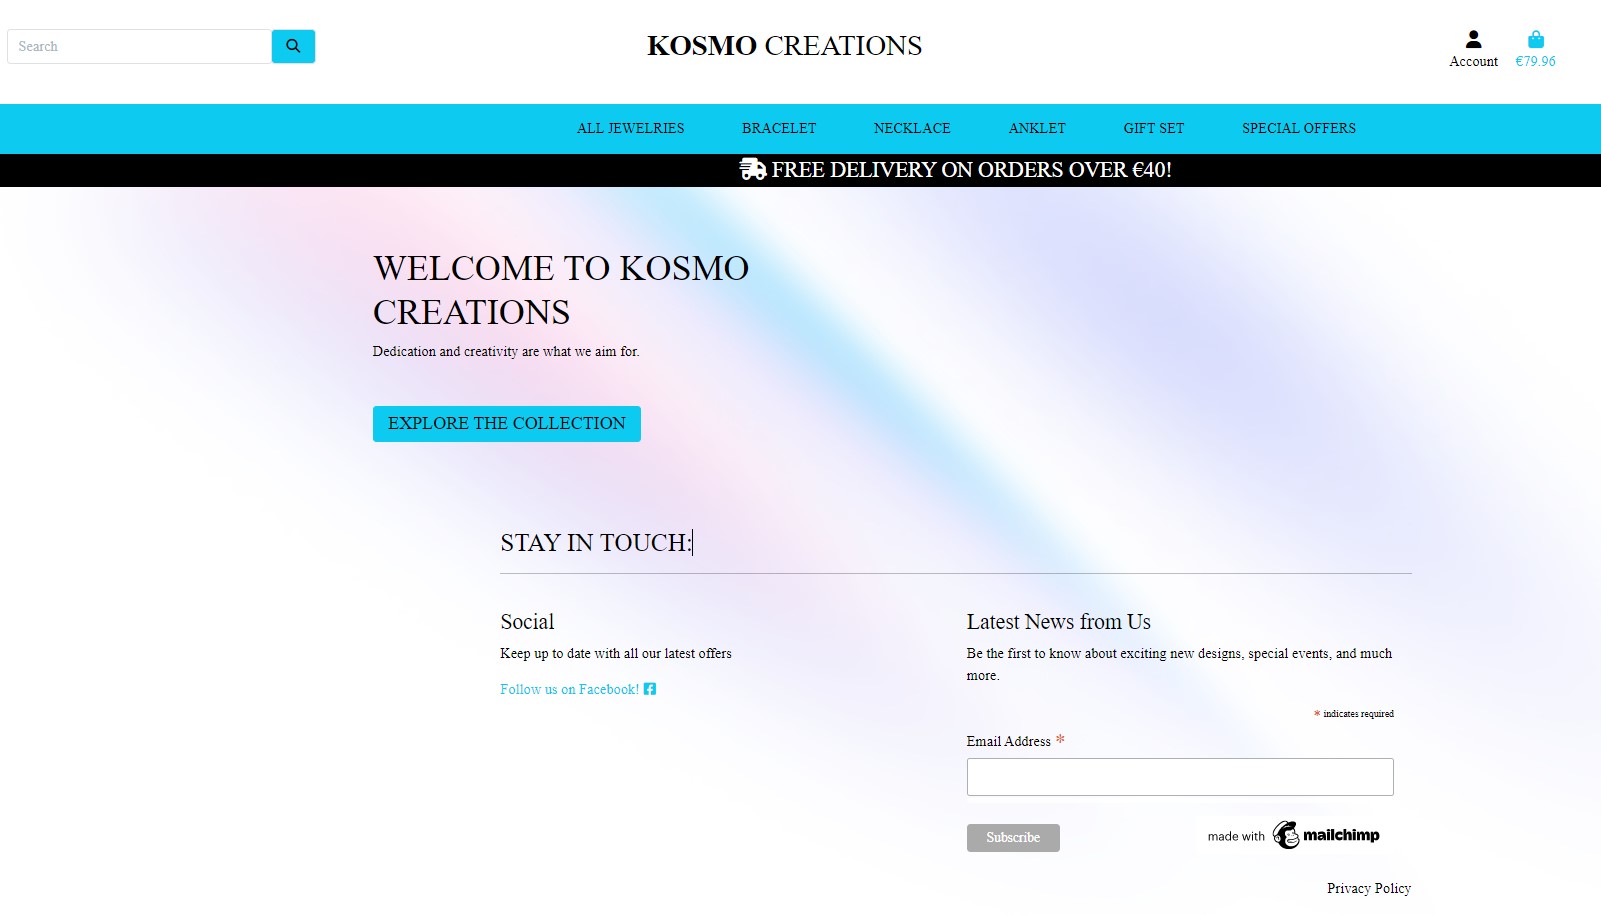 Search
KOSMO CREATIONS
Account
€79.96
ALL JEWELRIES
BRACELET
NECKLACE
ANKLET
GIFT SET
SPECIAL OFFERS
FREE DELIVERY ON ORDERS OVER €40!
WELCOME TO KOSMO
CREATIONS
Dedication and creativity are what we aim for.
EXPLORE THE COLLECTION
STAY IN TOUCH:
Social
Keep up to date with all our latest offers
Follow us on Facebook!
Latest News from Us
Be the first to know about exciting new designs, special events, and much
more.
* indicates required
Email Address *
Subscribe
made with mailchimp
Privacy Policy